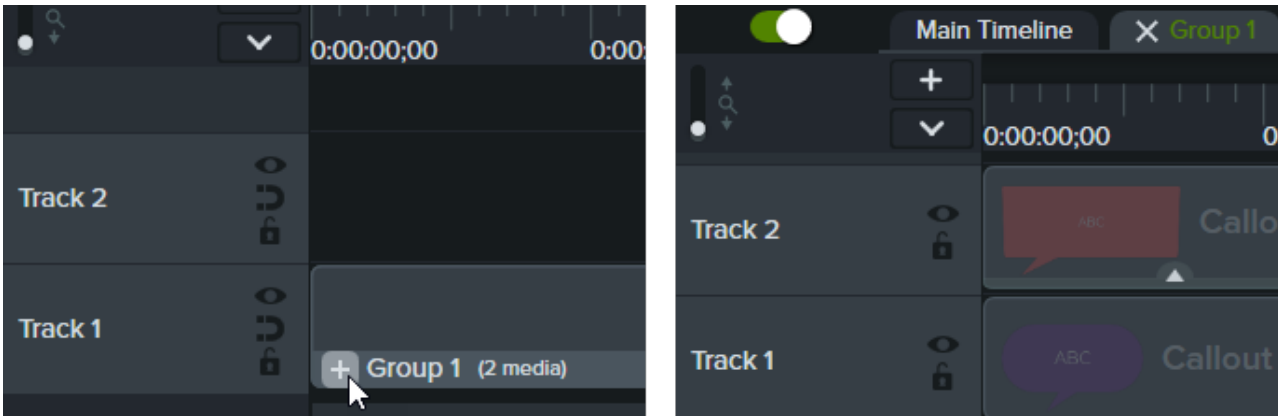 0:00:00;00
0:00:
Track 2
Track 1
Group 1 (2 media)
Main Timeline
Group 1
0:00:00;00
0
Track 2
ABC
Callo
Track 1
ABC
Callout